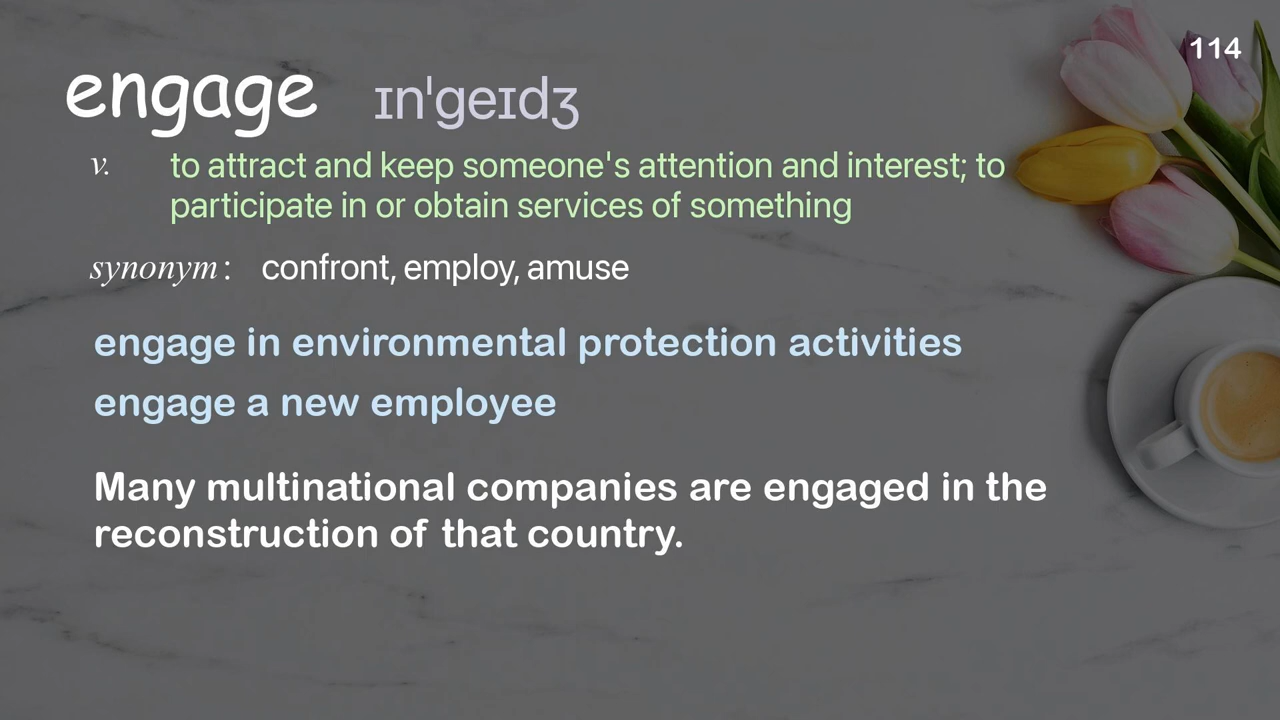 114
engage ɪnˈgeɪdʒ
v. to attract and keep someone's attention and interest; to
participate in or obtain services of something
synonym: confront, employ, amuse
engage in environmental protection activities
engage a new employee
Many multinational companies are engaged in the
reconstruction of that country.